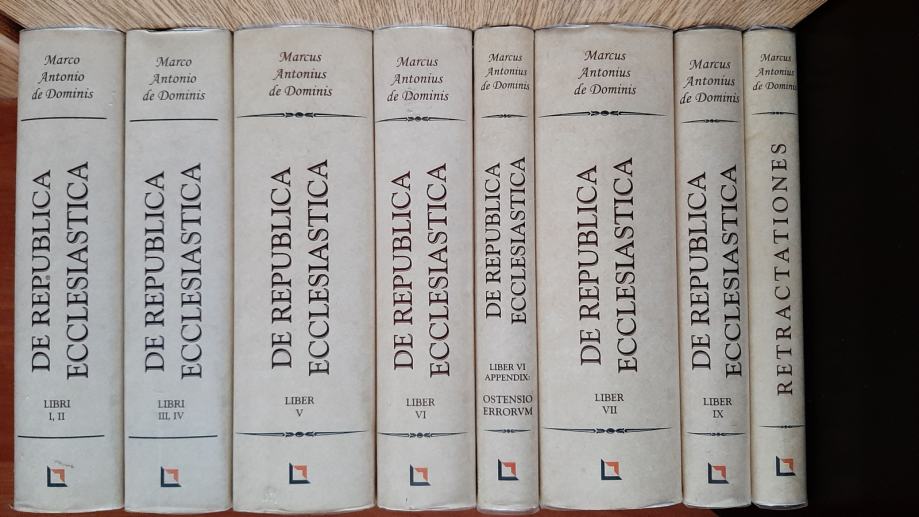 Marco
Antonio
de Dominis
DE REPUBLICA
ECCLESIASTICA
LIBRI
I, II
Marco
Antonio
de Dominis
DE REPUBLICA
ECCLESIASTICA
LIBRI
III, IV
Marcus
Antonius
de Dominis
DE REPUBLICA
ECCLESIASTICA
LIBER
V
Marcus
Antonius
de Dominis
DE REPUBLICA
ECCLESIASTICA
LIBER
VI
Marcus
Antonius
de Dominis
DE REPUBLICA
ECCLESIASTICA
LIBER VI
APPENDIX:
OSTENSIO
ERRORVM
Marcus
Antonius
de Dominis
DE REPUBLICA
ECCLESIASTICA
LIBER
VII
Marcus
Antonius
de Dominis
DE REPUBLICA
ECCLESIASTICA
LIBER
IX
Marcus
Antonius
de Dominis
RETRACTATIONES